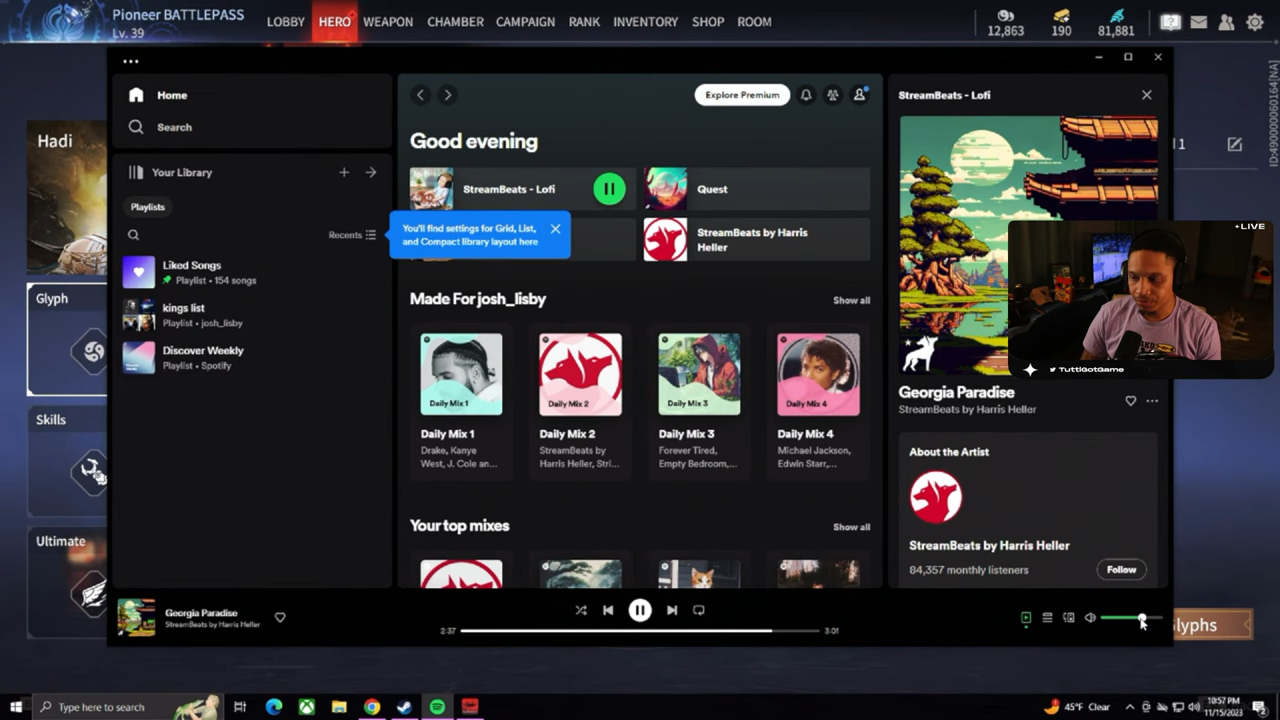 Pioneer BATTLEPASS
Lv. 39
LOBBY
HERO
WEAPON
CHAMBER
CAMPAIGN
RANK
INVENTORY
SHOP
ROOM
12,863
190
81,881
ID:490000060164[NA]
Hadi
Glyph
Skills
Ultimate
1
Glyphs
Home
Search
Your Library
Playlists
Recents
Liked Songs
Playlist • 154 songs
kings list
Playlist • josh_lisby
Discover Weekly
Playlist • Spotify
Explore Premium
Good evening
StreamBeats - Lofi
Quest
You'll find settings for Grid, List,
and Compact library layout here
StreamBeats by Harris
Heller
Made For josh_lisby
Show all
Daily Mix 1
Daily Mix 2
Daily Mix 3
Daily Mix 4
Daily Mix 1
Drake, Kanye
West, J. Cole an...
Daily Mix 2
StreamBeats by
Harris Heller, Stri...
Daily Mix 3
Forever Tired,
Empty Bedroom,...
Daily Mix 4
Michael Jackson,
Edwin Starr,...
Your top mixes
Show all
StreamBeats - Lofi
+LIVE
TuttiGotGame
Georgia Paradise
StreamBeats by Harris Heller
About the Artist
StreamBeats by Harris Heller
84,357 monthly listeners
Follow
Georgia Paradise
StreamBeats by Harris Heller
2:37
3:01
Type here to search
45°F Clear
10:57 PM
11/15/2023
2